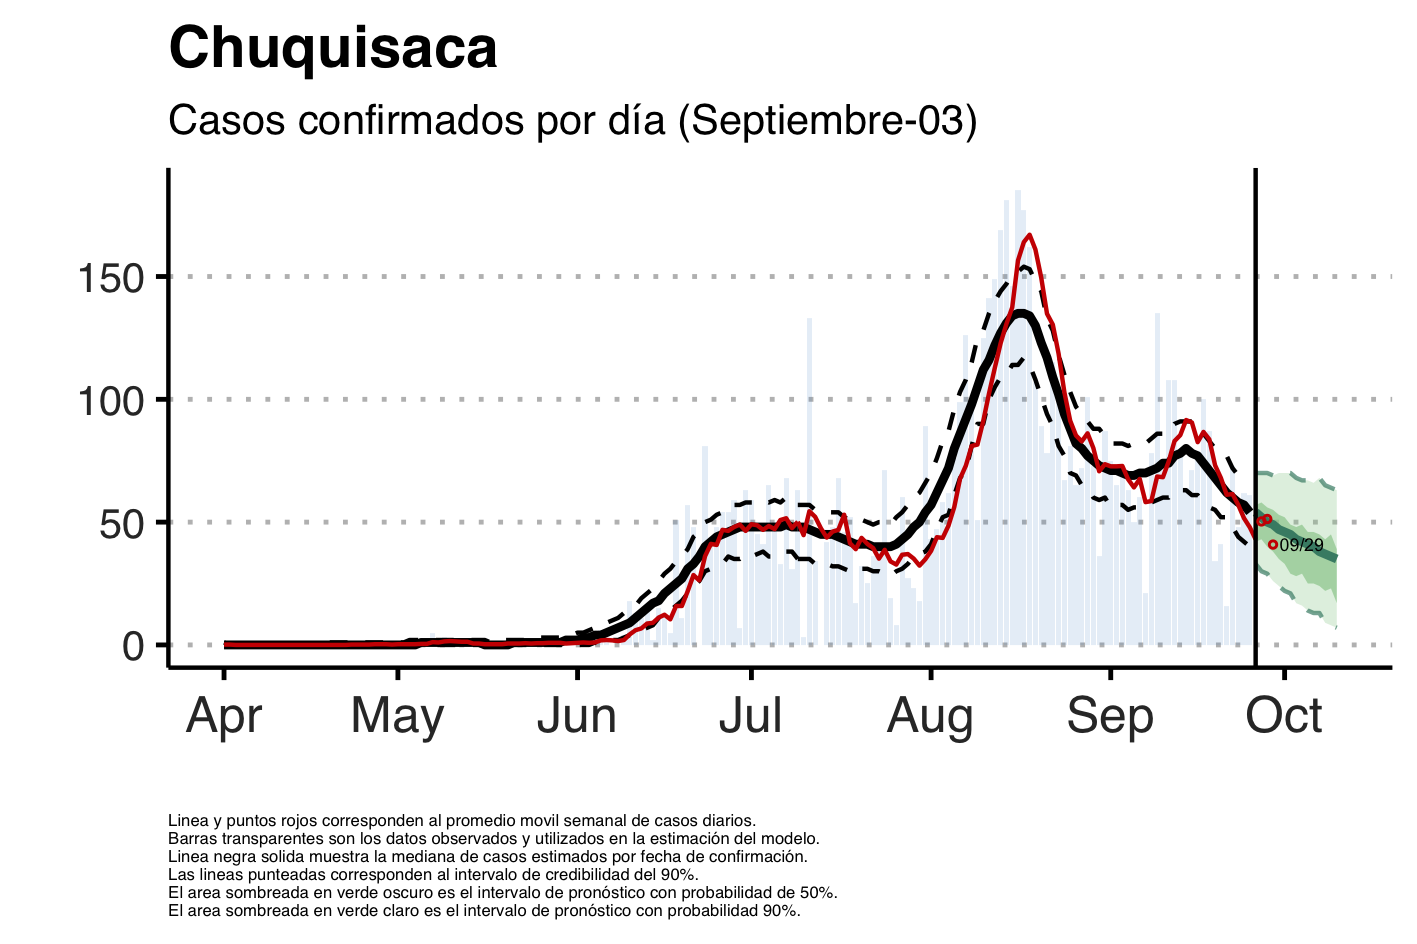 Chuquisaca
Casos confirmados por día (Septiembre-03)
150
100
50
0
09/29
Apr May Jun Jul Aug Sep Oct
Linea y puntos rojos corresponden al promedio movil semanal de casos diarios.
Barras transparentes son los datos observados y utilizados en la estimación del modelo.
Linea negra solida muestra la mediana de casos estimados por fecha de confirmación.
Las lineas punteadas corresponden al intervalo de credibilidad del 90%.
El area sombreada en verde oscuro es el intervalo de pronóstico con probabilidad de 50%.
El area sombreada en verde claro es el intervalo de pronóstico con probabilidad 90%.